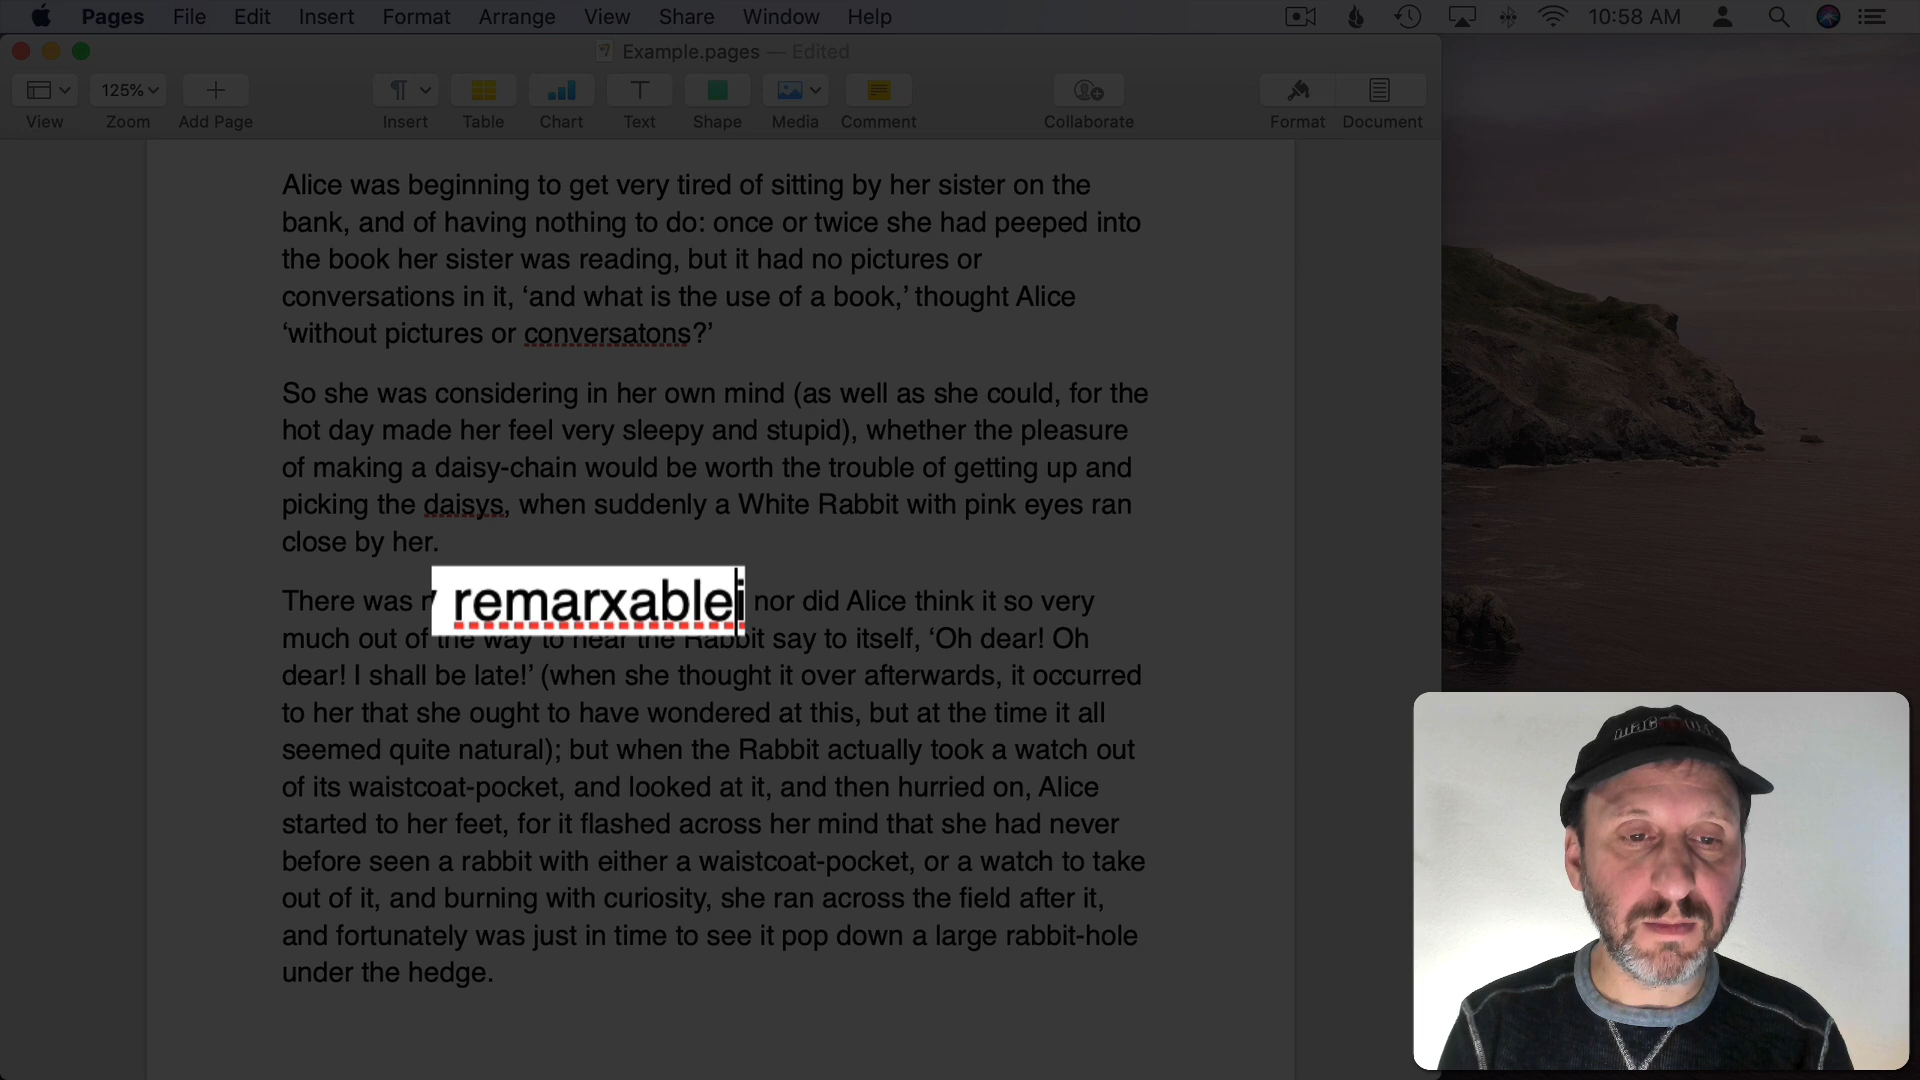 Pages File Edit Insert Format Arrange View Share Window Help 10:58 AM
Example.pages — Edited
125%
View Zoom Add Page Insert Table Chart Text Shape Media Comment Collaborate Format Document
Alice was beginning to get very tired of sitting by her sister on the
bank, and of having nothing to do: once or twice she had peeped into
the book her sister was reading, but it had no pictures or
conversations in it, ‘and what is the use of a book,’ thought Alice
‘without pictures or conversatons?’
So she was considering in her own mind (as well as she could, for the
hot day made her feel very sleepy and stupid), whether the pleasure
of making a daisy-chain would be worth the trouble of getting up and
picking the daisys, when suddenly a White Rabbit with pink eyes ran
close by her.
There was remarxablei nor did Alice think it so very
much out of the way to hear the Rabbit say to itself, ‘Oh dear! Oh
dear! I shall be late!’ (when she thought it over afterwards, it occurred
to her that she ought to have wondered at this, but at the time it all
seemed quite natural); but when the Rabbit actually took a watch out
of its waistcoat-pocket, and looked at it, and then hurried on, Alice
started to her feet, for it flashed across her mind that she had never
before seen a rabbit with either a waistcoat-pocket, or a watch to take
out of it, and burning with curiosity, she ran across the field after it,
and fortunately was just in time to see it pop down a large rabbit-hole
under the hedge.